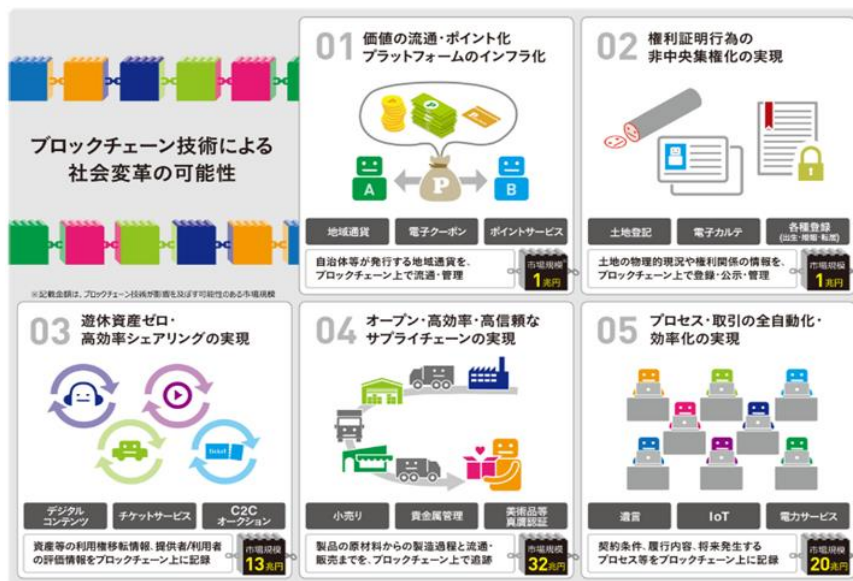 ブロックチェーン技術による
社会変革の可能性
※記載金額は、ブロックチェーン技術が影響を及ぼす可能性のある市場規模
01
価値の流通・ポイント化
プラットフォームのインフラ化
P
A
P
B
地域通貨
電子クーポン
ポイントサービス
自治体等が発行する地域通貨を、
ブロックチェーン上で流通・管理
市場規模
1兆円
02
権利証明行為の
非中央集権化の実現
土地登記
電子カルテ
各種登録
(出生・婚姻・転居)
土地の物理的現況や権利関係の情報を、
ブロックチェーン上で登録・公示・管理
市場規模
1兆円
03
遊休資産ゼロ・
高効率シェアリングの実現
ticket
デジタル
コンテンツ
チケットサービス
C2C
オークション
資産等の利用権移転情報、提供者/利用者
の評価情報をブロックチェーン上に記録
市場規模
13兆円
04
オープン・高効率・高信頼な
サプライチェーンの実現
小売り
貴金属管理
美術品等
真贋認証
製品の原材料からの製造過程と流通・
販売までを、ブロックチェーン上で追跡
市場規模
32兆円
05
プロセス・取引の全自動化・
効率化の実現
遺言
IoT
電力サービス
契約条件、履行内容、将来発生する
プロセス等をブロックチェーン上に記録
市場規模
20兆円